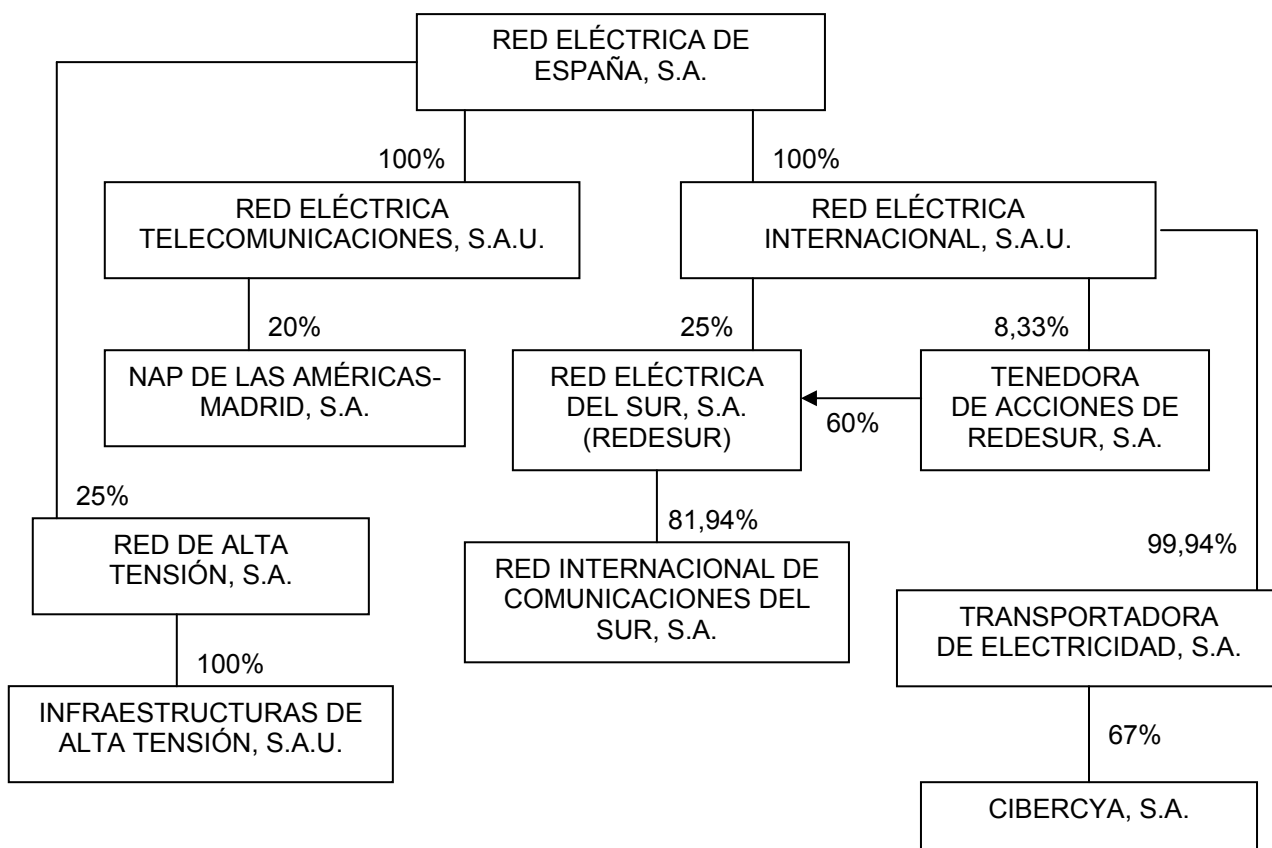 RED ELÉCTRICA DE
ESPAÑA, S.A.
100%
100%
RED ELÉCTRICA
TELECOMUNICACIONES, S.A.U.
RED ELÉCTRICA
INTERNACIONAL, S.A.U.
20%
25%
8,33%
NAP DE LAS AMÉRICAS-
MADRID, S.A.
RED ELÉCTRICA
DEL SUR, S.A.
(REDESUR)
60%
TENEDORA
DE ACCIONES DE
REDESUR, S.A.
25%
81,94%
99,94%
RED DE ALTA
TENSIÓN, S.A.
RED INTERNACIONAL DE
COMUNICACIONES DEL
SUR, S.A.
TRANSPORTADORA
DE ELECTRICIDAD, S.A.
100%
INFRAESTRUCTURAS DE
ALTA TENSIÓN, S.A.U.
67%
CIBERCYA, S.A.